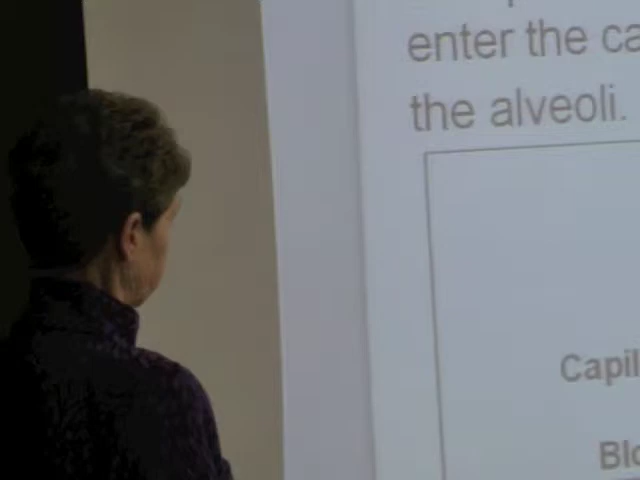 enter the ca
the alveoli.
Capil
Blo